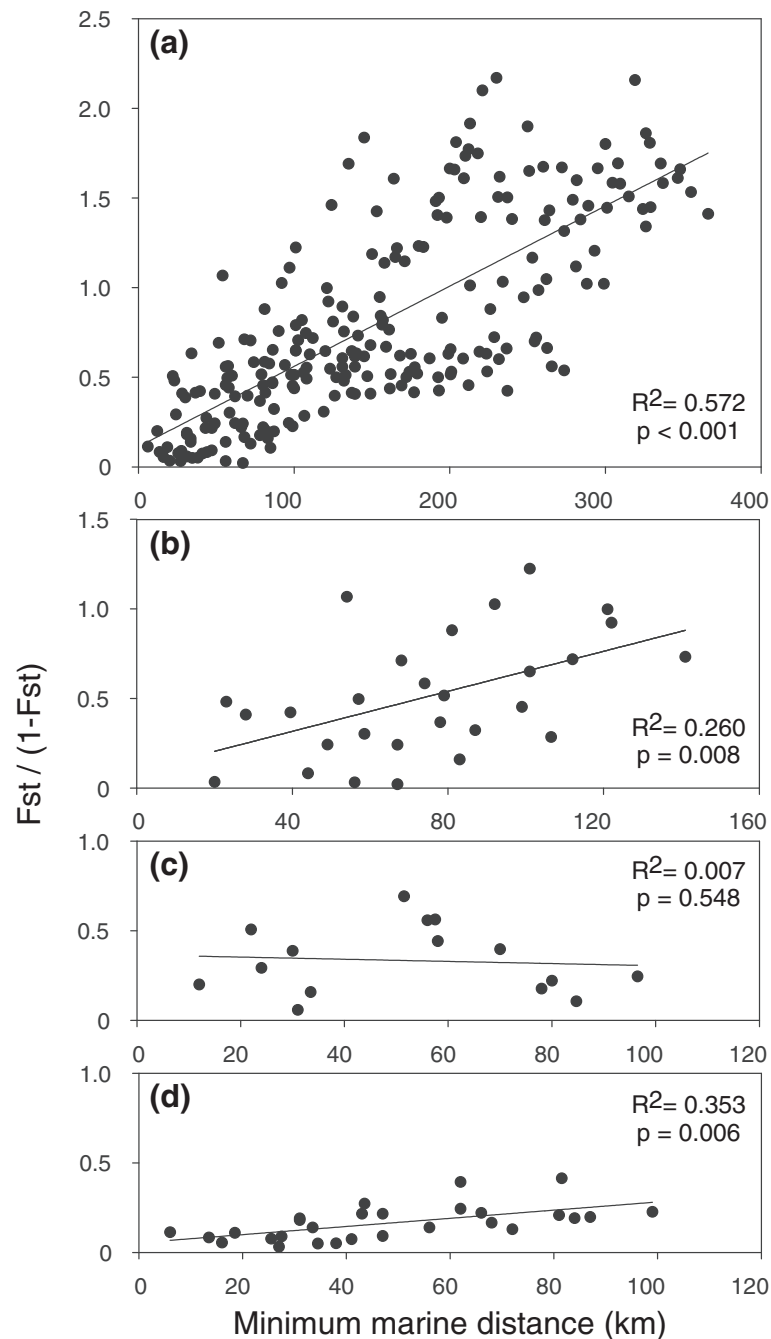 (a)
2.5
2.0
1.5
1.0
0.5
0
R2= 0.572
p < 0.001
100
200
300
400
(b)
1.5
1.0
0.5
0
R2= 0.260
p = 0.008
0
40
80
120
160
Fst / (1-Fst)
(c)
1.0
0.5
0
R2= 0.007
p = 0.548
0
20
40
60
80
100
120
(d)
1.0
0.5
0
R2= 0.353
p = 0.006
0
20
40
60
80
100
120
Minimum marine distance (km)